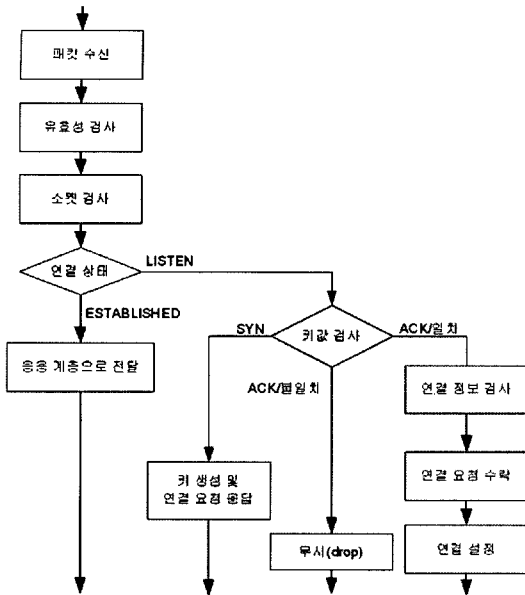 패킷 수신
유효성 검사
소켓 검사
연결 상태
LISTEN
ESTABLISHED
응용 계층으로 전달
키값 검사
SYN
ACK/일치
ACK/불일치
연결 정보 검사
키 생성 및
연결 요청 응답
연결 요청 수락
무시(drop)
연결 설정